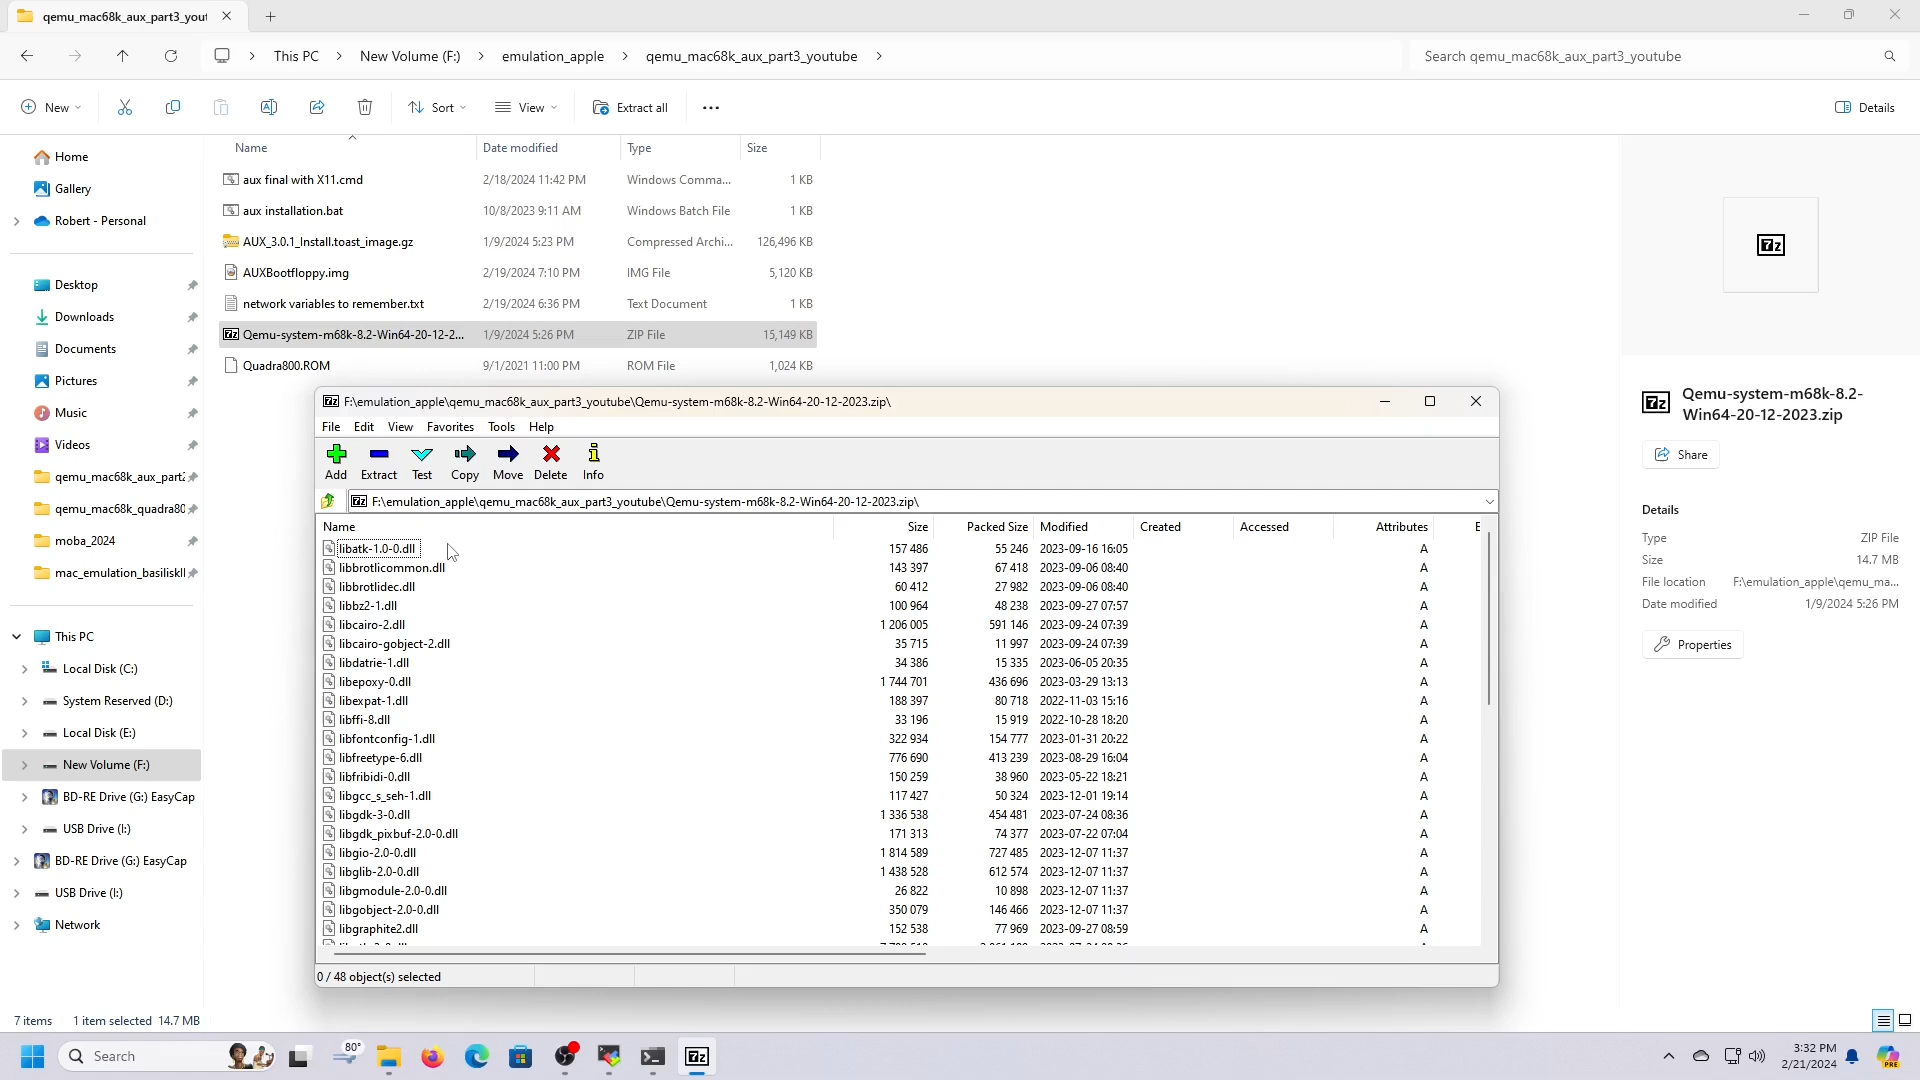 qemu_mac68k_aux_part3_yout
This PC
New Volume (F:)
emulation_apple
qemu_mac68k_aux_part3_youtube
Search qemu_mac68k_aux_part3_youtube
New
Sort
View
Extract all
Details
Home
Gallery
Robert - Personal
Desktop
Downloads
Documents
Pictures
Music
Videos
qemu_mac68k_aux_part2
qemu_mac68k_quadra80
moba_2024
mac_emulation_basiliskII
This PC
Local Disk (C:)
System Reserved (D:)
Local Disk (E:)
New Volume (F:)
BD-RE Drive (G:) EasyCap
USB Drive (I:)
BD-RE Drive (G:) EasyCap
USB Drive (I:)
Network
Name Date modified Type Size
aux final with X11.cmd 2/18/2024 11:42 PM Windows Comma... 1 KB
aux installation.bat 10/8/2023 9:11 AM Windows Batch File 1 KB
AUX_3.0.1_Install.toast_image.gz 1/9/2024 5:23 PM Compressed Archi... 126,496 KB
AUXBootfloppy.img 2/19/2024 7:10 PM IMG File 5,120 KB
network variables to remember.txt 2/19/2024 6:36 PM Text Document 1 KB
Qemu-system-m68k-8.2-Win64-20-12-2... 1/9/2024 5:26 PM ZIP File 15,149 KB
Quadra800.ROM 9/1/2021 11:00 PM ROM File 1,024 KB
7z F:\emulation_apple\qemu_mac68k_aux_part3_youtube\Qemu-system-m68k-8.2-Win64-20-12-2023.zip\
File Edit View Favorites Tools Help
Add Extract Test Copy Move Delete Info
7z F:\emulation_apple\qemu_mac68k_aux_part3_youtube\Qemu-system-m68k-8.2-Win64-20-12-2023.zip\
Name Size Packed Size Modified Created Accessed Attributes E
libatk-1.0-0.dll 157 486 55 246 2023-09-16 16:05 A
libbrotlicommon.dll 143 397 67 418 2023-09-06 08:40 A
libbrotlidec.dll 60 412 27 982 2023-09-06 08:40 A
libbz2-1.dll 100 964 48 238 2023-09-27 07:57 A
libcairo-2.dll 1 206 005 591 146 2023-09-24 07:39 A
libcairo-gobject-2.dll 35 715 11 997 2023-09-24 07:39 A
libdatrie-1.dll 34 386 15 335 2023-06-05 20:35 A
libepoxy-0.dll 1 744 701 436 696 2023-03-29 13:13 A
libexpat-1.dll 188 397 80 718 2022-11-03 15:16 A
libffi-8.dll 33 196 15 919 2022-10-28 18:20 A
libfontconfig-1.dll 322 934 154 777 2023-01-31 20:22 A
libfreetype-6.dll 776 690 413 239 2023-08-29 16:04 A
libfribidi-0.dll 150 259 38 960 2023-05-22 18:21 A
libgcc_s_seh-1.dll 117 427 50 324 2023-12-01 19:14 A
libgdk-3-0.dll 1 336 538 454 481 2023-07-24 08:36 A
libgdk_pixbuf-2.0-0.dll 171 313 74 377 2023-07-22 07:04 A
libgio-2.0-0.dll 1 814 589 727 485 2023-12-07 11:37 A
libglib-2.0-0.dll 1 438 528 612 574 2023-12-07 11:37 A
libgmodule-2.0-0.dll 26 822 10 898 2023-12-07 11:37 A
libgobject-2.0-0.dll 350 079 146 466 2023-12-07 11:37 A
libgraphite2.dll 152 538 77 969 2023-09-27 08:59 A
0 / 48 object(s) selected
7z
7z
Qemu-system-m68k-8.2-
Win64-20-12-2023.zip
Share
Details
Type ZIP File
Size 14.7 MB
File location F:\emulation_apple\qemu_ma...
Date modified 1/9/2024 5:26 PM
Properties
7 items 1 item selected 14.7 MB
Search
80°
7z
3:32 PM
2/21/2024
PRE